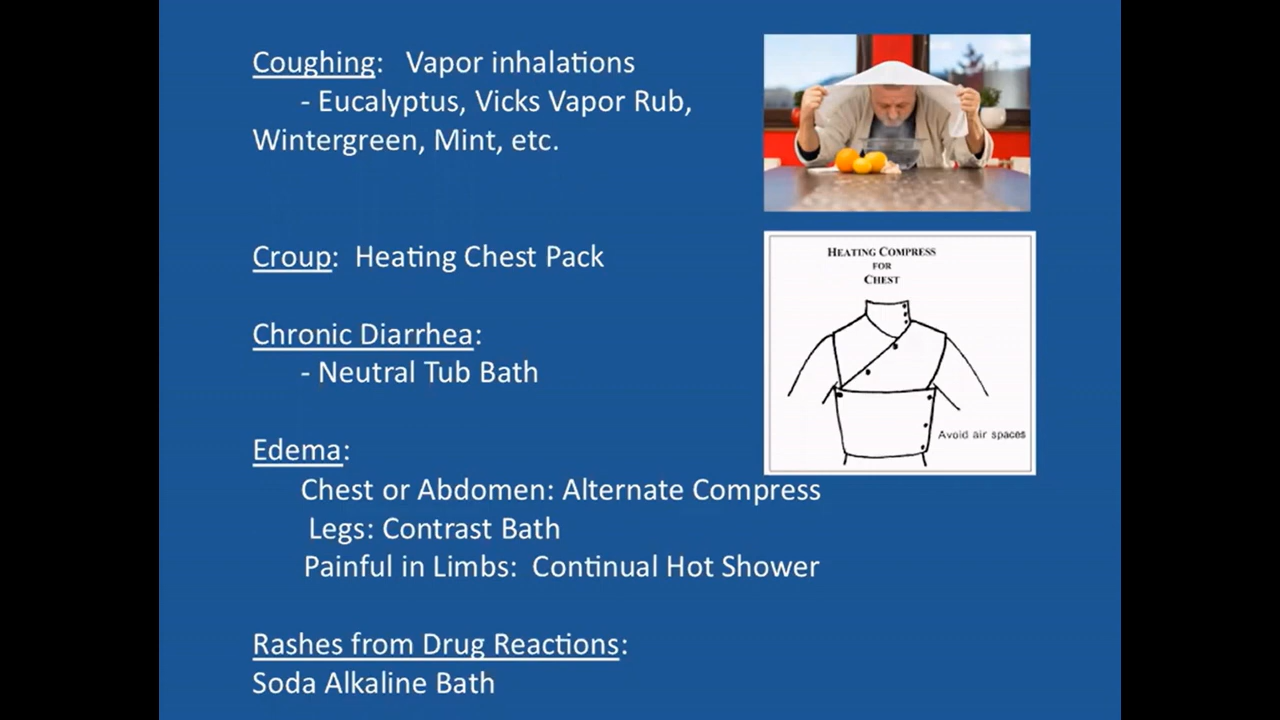 Coughing: Vapor inhalations
- Eucalyptus, Vicks Vapor Rub,
Wintergreen, Mint, etc.
Croup: Heating Chest Pack
Chronic Diarrhea:
- Neutral Tub Bath
Edema:
Chest or Abdomen: Alternate Compress
Legs: Contrast Bath
Painful in Limbs: Continual Hot Shower
Rashes from Drug Reactions:
Soda Alkaline Bath
HEATING COMPRESS
FOR
CHEST
Avoid air spaces